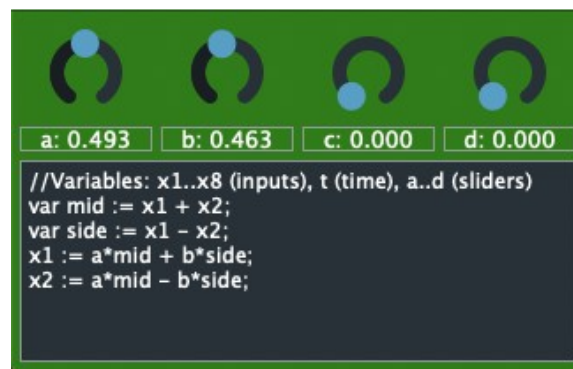 a: 0.493 b: 0.463 c: 0.000 d: 0.000
//Variables: x1..x8 (inputs), t (time), a..d (sliders)
var mid := x1 + x2;
var side := x1 - x2;
x1 := a*mid + b*side;
x2 := a*mid - b*side;